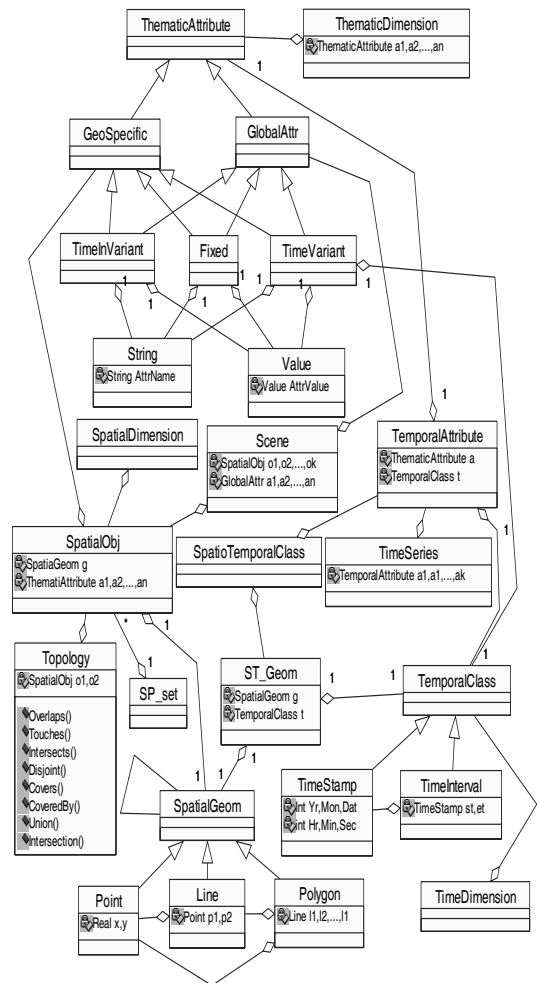 ThematicAttribute
ThematicDimension
ThematicAttribute a1,a2,...,an
1
1
GeoSpecific
GlobalAttr
TimeInVariant
Fixed
TimeVariant
1
1
1
1
1
1
String
String AttrName
Value
Value AttrValue
1
SpatialDimension
Scene
SpatialObj o1,o2,...,ok
GlobalAttr a1,a2,...,an
TemporalAttribute
ThematicAttribute a
TemporalClass t
1
SpatialObj
SpatiaGeom g
ThematiAttribute a1,a2,...,an
SpatioTemporalClass
TimeSeries
TemporalAttribute a1,a1,...,ak
*
1
1
Topology
SpatialObj o1,o2
Overlaps()
Touches()
Intersects()
Disjoint()
Covers()
CoveredBy()
Union()
Intersection()
SP_set
ST_Geom
SpatialGeom g
TemporalClass t
1
1
1
TemporalClass
1
1
1
SpatialGeom
TimeStamp
Int Yr,Mon,Dat
int Hr,Min,Sec
TimeInterval
TimeStamp st,et
TimeDimension
Point
Real x,y
Line
Point p1,p2
Polygon
Line l1,l2,...,l1